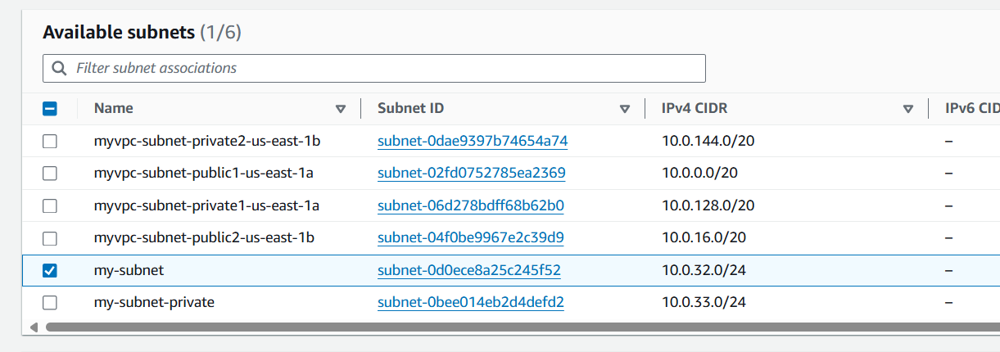 Available subnets (1/6)
Filter subnet associations
Name Subnet ID IPv4 CIDR IPv6 CID
myvpc-subnet-private2-us-east-1b subnet-0dae9397b74654a74 10.0.144.0/20 –
myvpc-subnet-public1-us-east-1a subnet-02fd0752785ea2369 10.0.0.0/20 –
myvpc-subnet-private1-us-east-1a subnet-06d278bdff68b62b0 10.0.128.0/20 –
myvpc-subnet-public2-us-east-1b subnet-04f0be9967e2c39d9 10.0.16.0/20 –
my-subnet subnet-0d0ece8a25c245f52 10.0.32.0/24 –
my-subnet-private subnet-0bee014eb2d4defd2 10.0.33.0/24 –